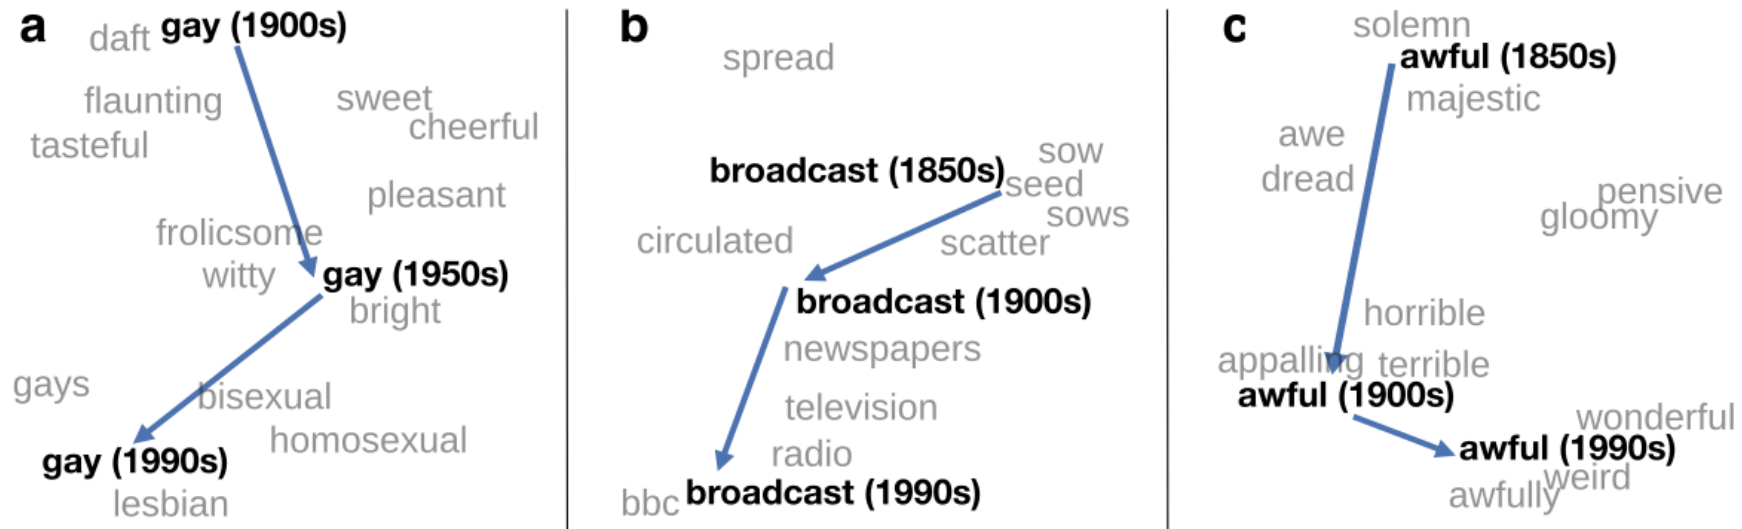 a
daft gay (1900s)
flaunting
sweet
cheerful
tasteful
pleasant
frolicsome
witty
gay (1950s)
bright
gays
bisexual
homosexual
gay (1990s)
lesbian
b
spread
broadcast (1850s)
sow
seed
sows
circulated
scatter
broadcast (1900s)
newspapers
television
radio
bbc broadcast (1990s)
c
solemn
awful (1850s)
majestic
awe
dread
pensive
gloomy
horrible
appalling terrible
awful (1900s)
wonderful
awful (1990s)
weird
awfully